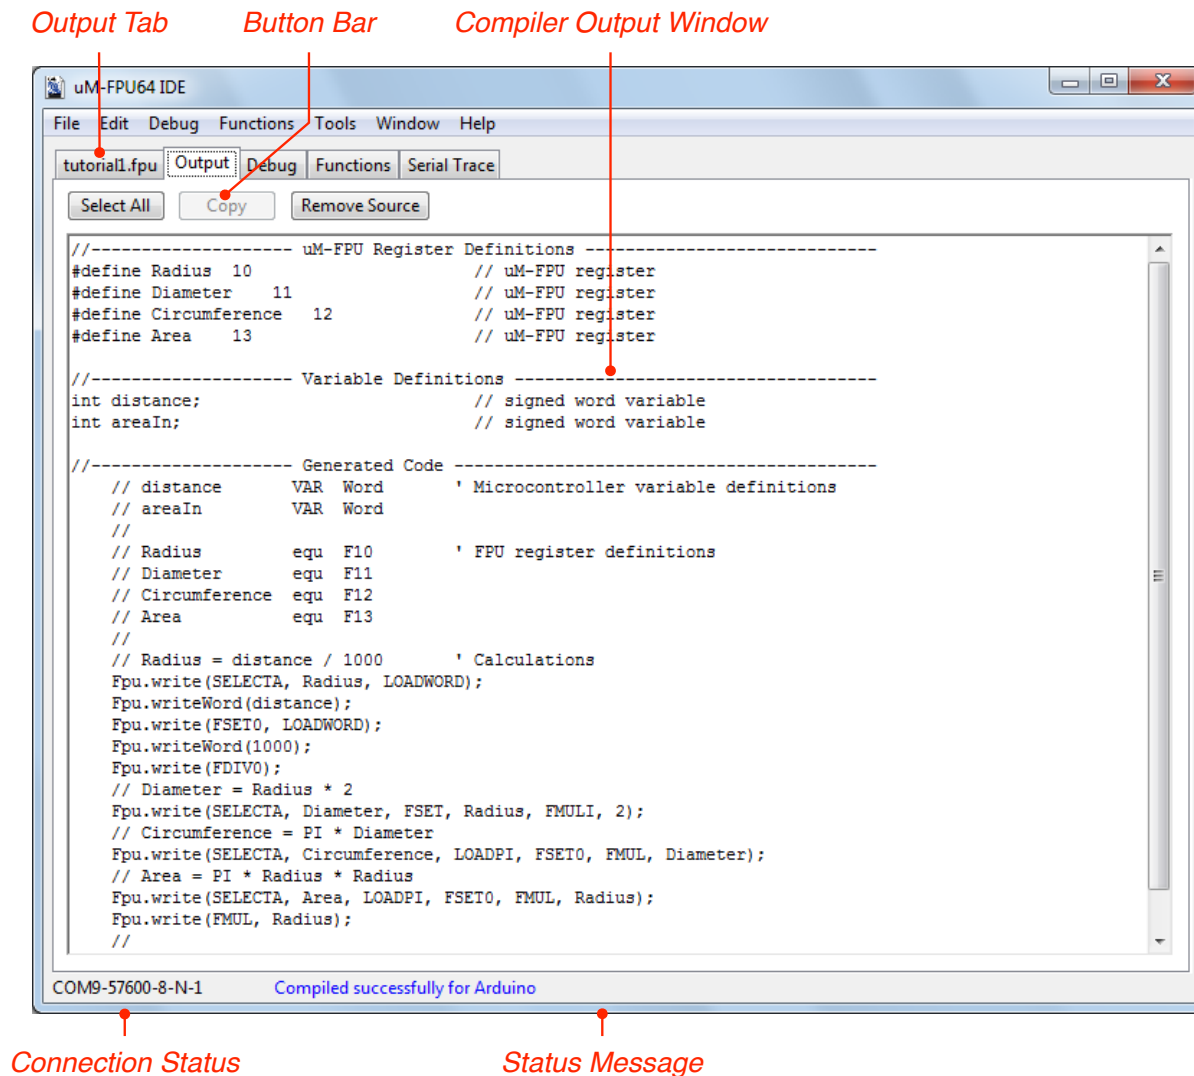 Output Tab Button Bar Compiler Output Window
uM-FPU64 IDE
File Edit Debug Functions Tools Window Help
tutorial1.fpu Output Debug Functions Serial Trace
Select All Copy Remove Source
//-------------------- uM-FPU Register Definitions -----------------------------
#define Radius  10                      // uM-FPU register
#define Diameter    11                  // uM-FPU register
#define Circumference   12              // uM-FPU register
#define Area    13                      // uM-FPU register
//-------------------- Variable Definitions ------------------------------------
int distance;                           // signed word variable
int areaIn;                             // signed word variable
//-------------------- Generated Code ------------------------------------------
    // distance       VAR  Word       ' Microcontroller variable definitions
    // areaIn         VAR  Word
    //
    // Radius         equ  F10        ' FPU register definitions
    // Diameter       equ  F11
    // Circumference  equ  F12
    // Area           equ  F13
    //
    // Radius = distance / 1000       ' Calculations
    Fpu.write(SELECTA, Radius, LOADWORD);
    Fpu.writeWord(distance);
    Fpu.write(FSET0, LOADWORD);
    Fpu.writeWord(1000);
    Fpu.write(FDIV0);
    // Diameter = Radius * 2
    Fpu.write(SELECTA, Diameter, FSET, Radius, FMULI, 2);
    // Circumference = PI * Diameter
    Fpu.write(SELECTA, Circumference, LOADPI, FSET0, FMUL, Diameter);
    // Area = PI * Radius * Radius
    Fpu.write(SELECTA, Area, LOADPI, FSET0, FMUL, Radius);
    Fpu.write(FMUL, Radius);
    //
COM9-57600-8-N-1 Compiled successfully for Arduino
Connection Status Status Message